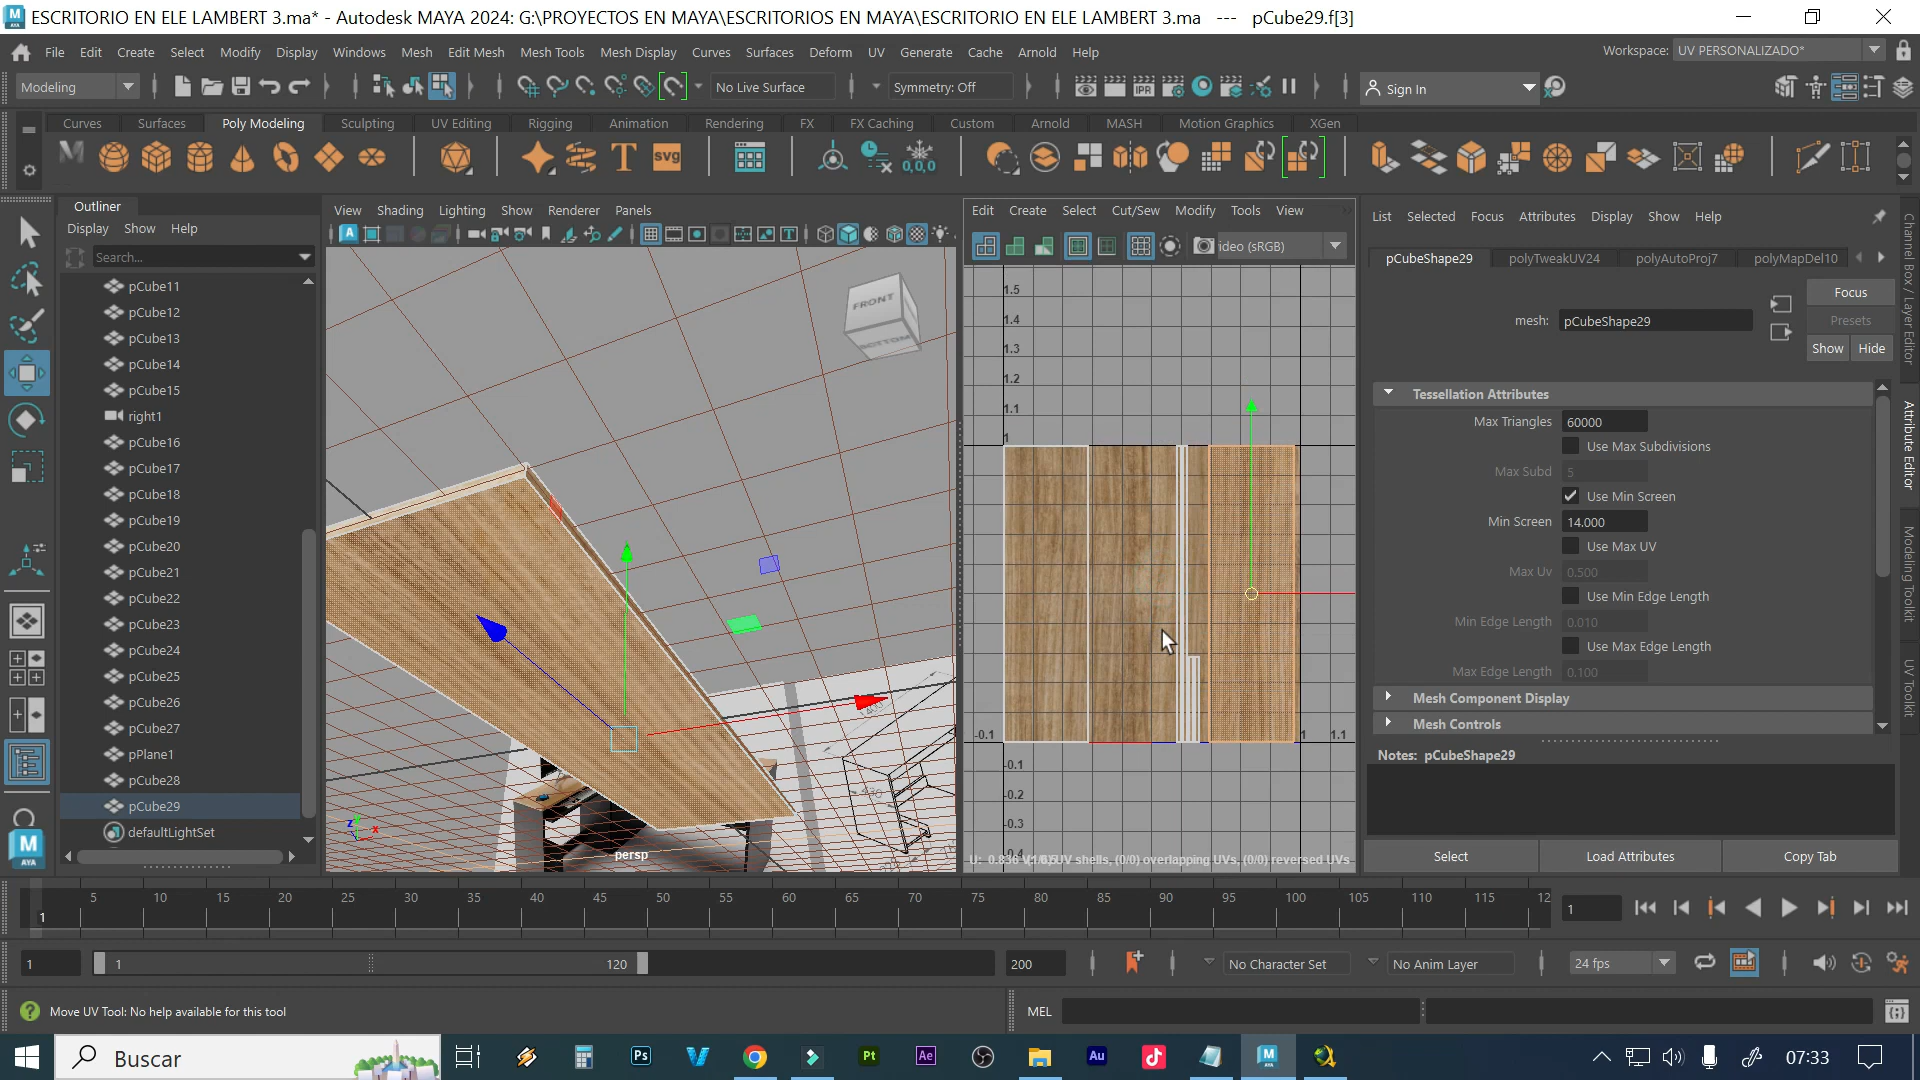 ESCRITORIO EN ELE LAMBERT 3.ma* - Autodesk MAYA 2024: G:\PROYECTOS EN MAYA\ESCRITORIOS EN MAYA\ESCRITORIO EN ELE LAMBERT 3.ma --- pCube29.f[3]
File Edit Create Select Modify Display Windows Mesh Edit Mesh Mesh Tools Mesh Display Curves Surfaces Deform UV Generate Cache Arnold Help
Workspace: UV PERSONALIZADO*
Modeling
No Live Surface
Symmetry: Off
IPR
Sign In
Curves Surfaces Poly Modeling Sculpting UV Editing Rigging Animation Rendering FX FX Caching Custom Arnold MASH Motion Graphics XGen
SVG
0,0,0
Outliner
Display Show Help
Search...
pCube11
pCube12
pCube13
pCube14
pCube15
right1
pCube16
pCube17
pCube18
pCube19
pCube20
pCube21
pCube22
pCube23
pCube24
pCube25
pCube26
pCube27
pPlane1
pCube28
pCube29
defaultLightSet
View Shading Lighting Show Renderer Panels
FRONT
BOTTOM
persp
Edit Create Select Cut/Sew Modify Tools View
ideo (sRGB)
1.5
1.4
1.3
1.2
1.1
1
-0.1
1
1.1
-0.1
-0.2
-0.3
UV shells, (0/0) overlapping UVs, (0/0) reversed UVs
List Selected Focus Attributes Display Show Help
pCubeShape29 polyTweakUV24 polyAutoProj7 polyMapDel10
mesh: pCubeShape29
Focus
Presets
Show Hide
Tessellation Attributes
Max Triangles 60000
Use Max Subdivisions
Max Subd 5
Use Min Screen
Min Screen 14.000
Use Max UV
Max Uv 0.500
Use Min Edge Length
Min Edge Length 0.010
Use Max Edge Length
Max Edge Length 0.100
Mesh Component Display
Mesh Controls
Notes: pCubeShape29
Select Load Attributes Copy Tab
Channel Box / Layer Editor
Attribute Editor
Modeling Toolkit
UV Toolkit
MAYA
1 5 10 15 20 25 30 35 40 45 50 55 60 65 70 75 80 85 90 95 100 105 110 115 12
1
1 1 120 200
No Character Set
No Anim Layer
24 fps
Move UV Tool: No help available for this tool
MEL
Buscar
Ps
Pt
Ae
Au
07:33